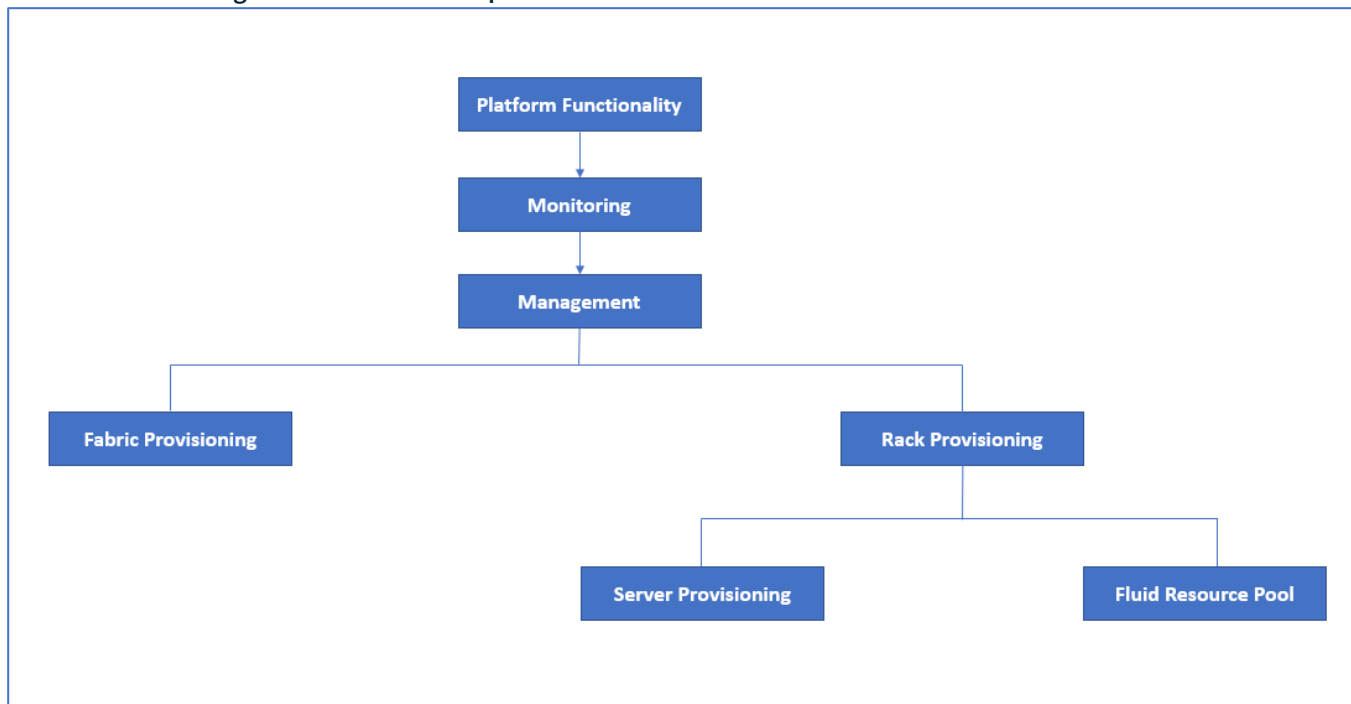 Platform Functionality
Monitoring
Management
Fabric Provisioning
Rack Provisioning
Server Provisioning
Fluid Resource Pool